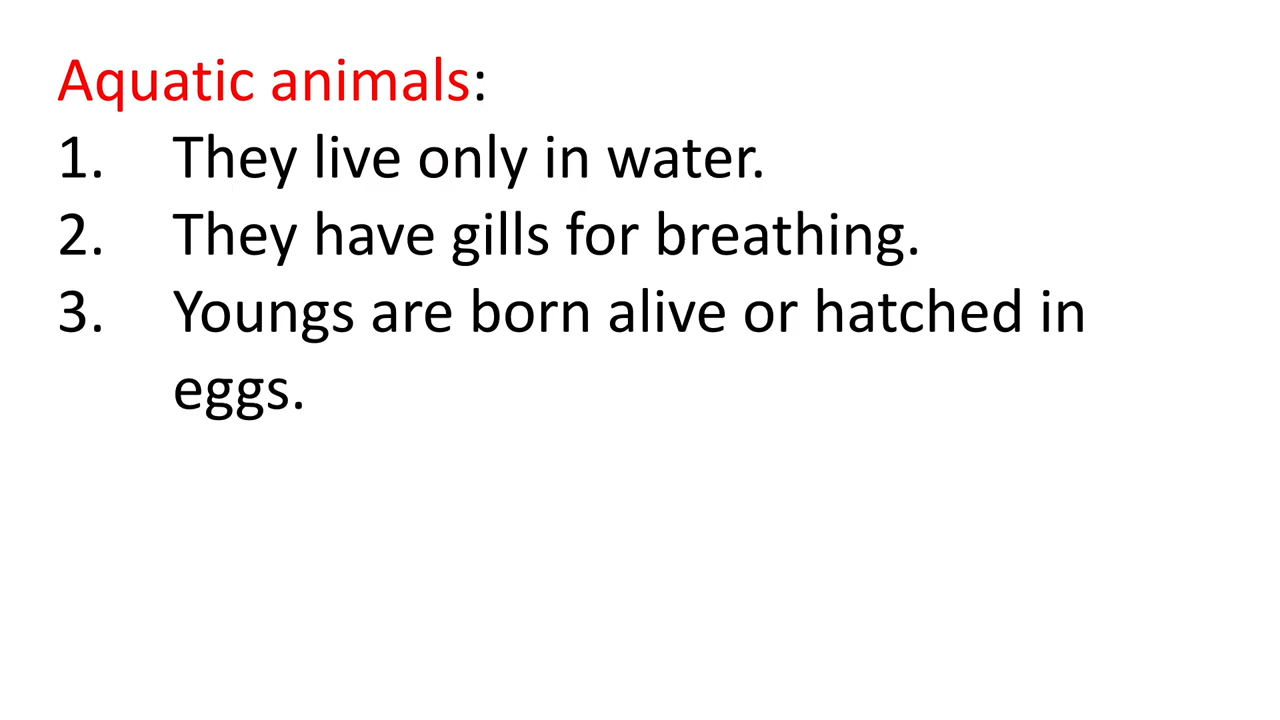 Aquatic animals:
1. They live only in water.
2. They have gills for breathing.
3. Youngs are born alive or hatched in
eggs.